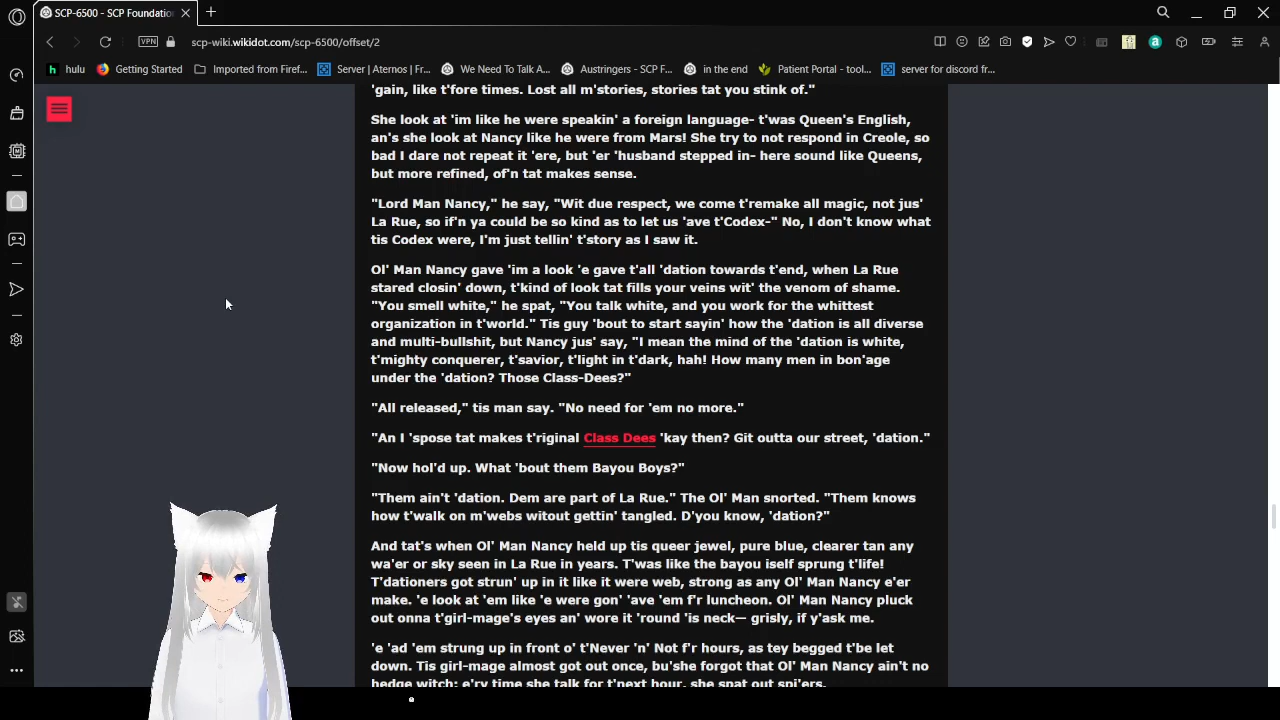 SCP-6500 - SCP Foundatio
scp-wiki.wikidot.com/scp-6500/offset/2
VPN
hulu
Getting Started
Imported from Firef...
Server | Aternos | Fr...
We Need To Talk A...
Austringers - SCP F...
in the end
Patient Portal - tool...
server for discord fr...
'gain, like t'fore times. Lost all m'stories, stories tat you stink of."
She look at 'im like he were speakin' a foreign language- t'was Queen's English,
an's she look at Nancy like he were from Mars! She try to not respond in Creole, so
bad I dare not repeat it 'ere, but 'er 'husband stepped in- here sound like Queens,
but more refined, of'n tat makes sense.
"Lord Man Nancy," he say, "Wit due respect, we come t'remake all magic, not jus'
La Rue, so if'n ya could be so kind as to let us 'ave t'Codex-" No, I don't know what
tis Codex were, I'm just tellin' t'story as I saw it.
Ol' Man Nancy gave 'im a look 'e gave t'all 'dation towards t'end, when La Rue
stared closin' down, t'kind of look tat fills your veins wit' the venom of shame.
"You smell white," he spat, "You talk white, and you work for the whittest
organization in t'world." Tis guy 'bout to start sayin' how the 'dation is all diverse
and multi-bullshit, but Nancy jus' say, "I mean the mind of the 'dation is white,
t'mighty conquerer, t'savior, t'light in t'dark, hah! How many men in bon'age
under the 'dation? Those Class-Dees?"
"All released," tis man say. "No need for 'em no more."
"An I 'spose tat makes t'riginal Class Dees 'kay then? Git outta our street, 'dation."
"Now hol'd up. What 'bout them Bayou Boys?"
"Them ain't 'dation. Dem are part of La Rue." The Ol' Man snorted. "Them knows
how t'walk on m'webs witout gettin' tangled. D'you know, 'dation?"
And tat's when Ol' Man Nancy held up tis queer jewel, pure blue, clearer tan any
wa'er or sky seen in La Rue in years. T'was like the bayou iself sprung t'life!
T'dationers got strun' up in it like it were web, strong as any Ol' Man Nancy e'er
make. 'e look at 'em like 'e were gon' 'ave 'em f'r luncheon. Ol' Man Nancy pluck
out onna t'girl-mage's eyes an' wore it 'round 'is neck— grisly, if y'ask me.
'e 'ad 'em strung up in front o' t'Never 'n' Not f'r hours, as tey begged t'be let
down. Tis girl-mage almost got out once, bu'she forgot that Ol' Man Nancy ain't no
hedge witch; e'ry time she talk for t'next hour, she spat out spi'ers.